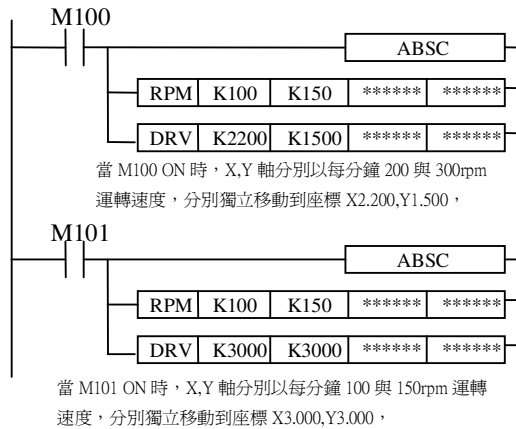 M100
ABSC
RPM K100 K150 ****** ******
DRV K2200 K1500 ****** ******
當 M100 ON 時，X,Y 軸分別以每分鐘 200 與 300rpm
運轉速度，分別獨立移動到座標 X2.200,Y1.500，
M101
ABSC
RPM K100 K150 ****** ******
DRV K3000 K3000 ****** ******
當 M101 ON 時，X,Y 軸分別以每分鐘 100 與 150rpm 運轉
速度，分別獨立移動到座標 X3.000,Y3.000，